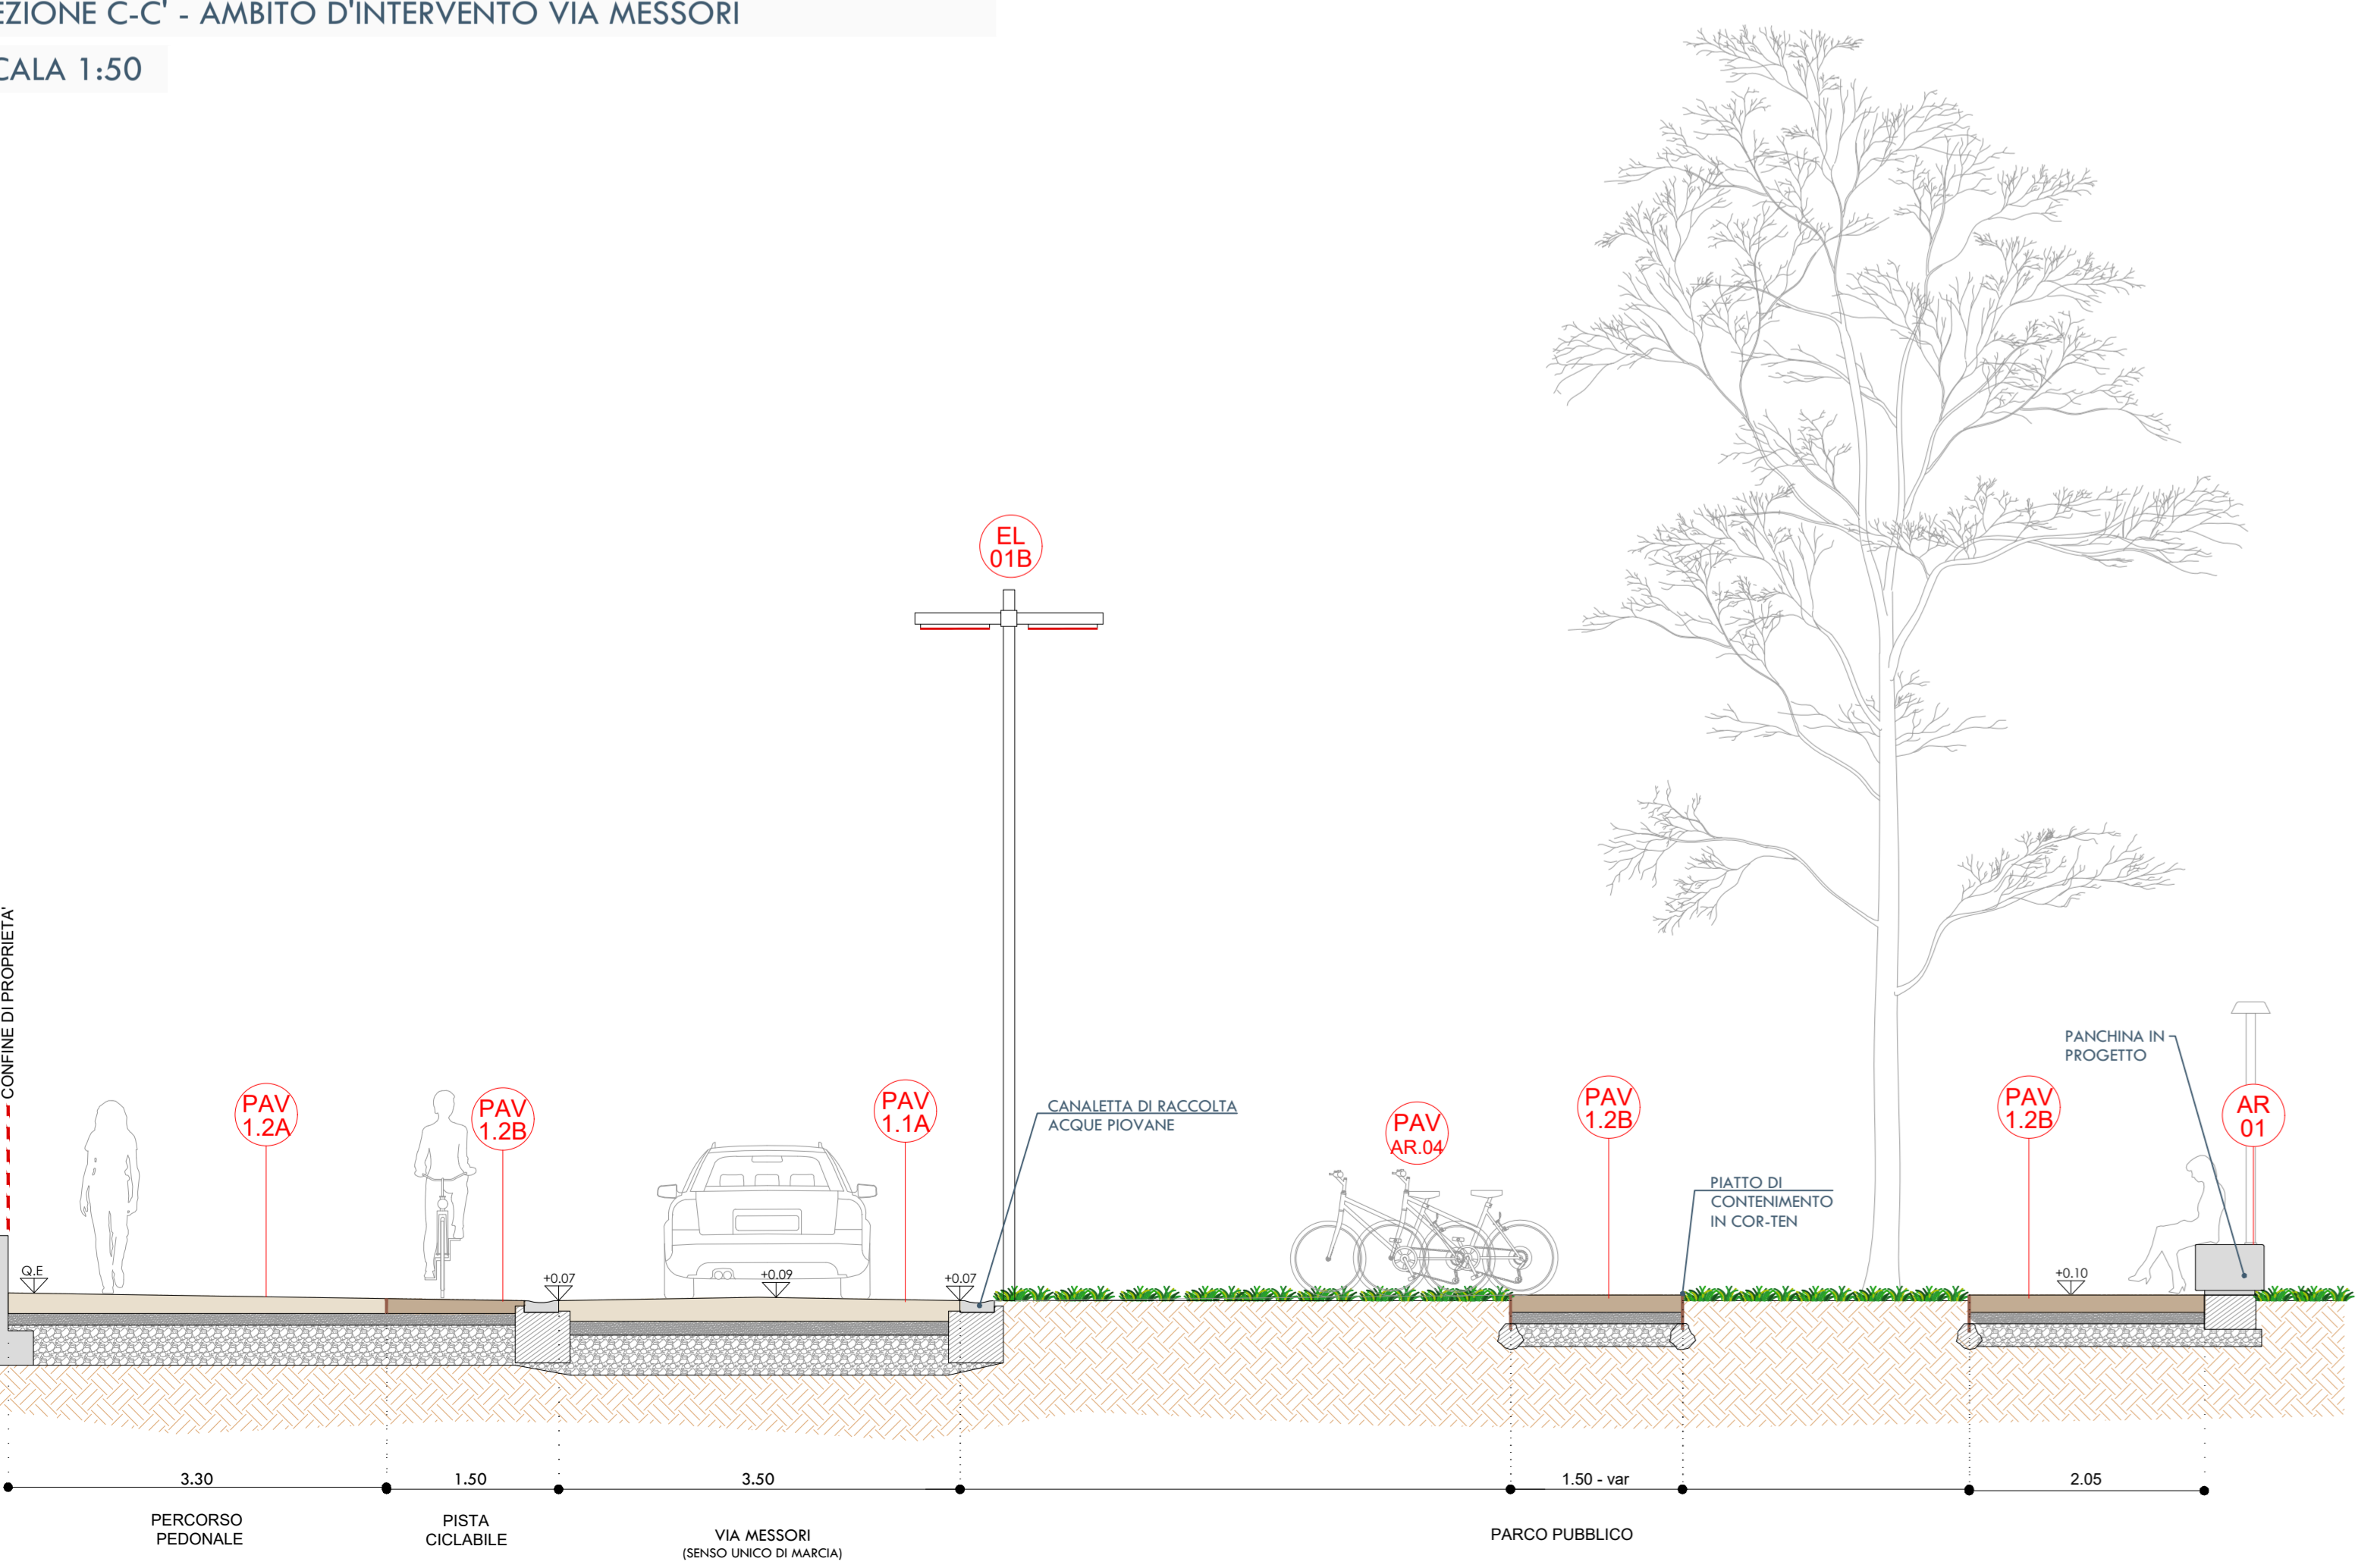 EZIONE C-C' - AMBITO D'INTERVENTO VIA MESSORI
CALA 1:50
EL
01B
CONFINE DI PROPRIETA'
PAV
1.2A
PAV
1.2B
PAV
1.1A
CANALETTA DI RACCOLTA
ACQUE PIOVANE
PAV
AR.04
PAV
1.2B
PIATTO DI
CONTENIMENTO
IN COR-TEN
PAV
1.2B
PANCHINA IN
PROGETTO
AR
01
Q.E
+0.07
+0.09
+0.07
+0.10
3.30
1.50
3.50
1.50 - var
2.05
PERCORSO
PEDONALE
PISTA
CICLABILE
VIA MESSORI
(SENSO UNICO DI MARCIA)
PARCO PUBBLICO